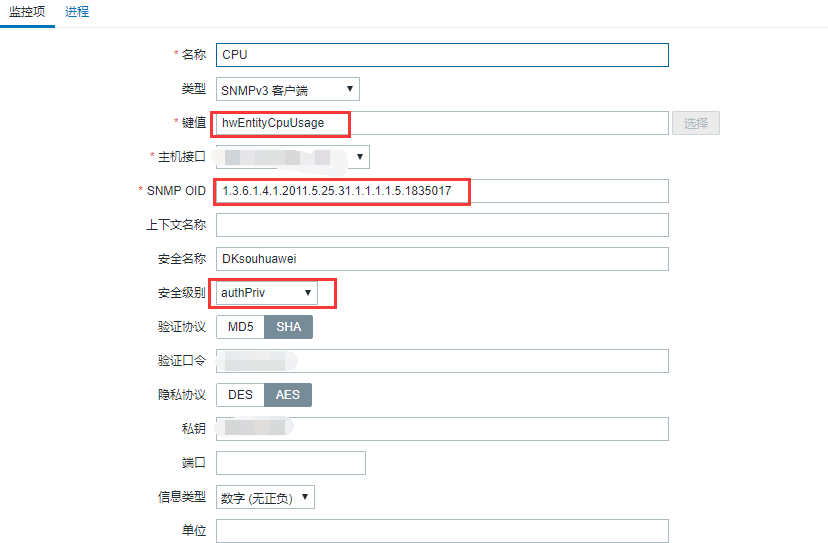 监控项 进程
* 名称 CPU
类型 SNMPv3 客户端
* 键值 hwEntityCpuUsage 选择
* 主机接口
* SNMP OID 1.3.6.1.4.1.2011.5.25.31.1.1.1.1.5.1835017
上下文名称
安全名称 DKsouhuawei
安全级别 authPriv
验证协议 MD5 SHA
验证口令
隐私协议 DES AES
私钥
端口
信息类型 数字 (无正负)
单位